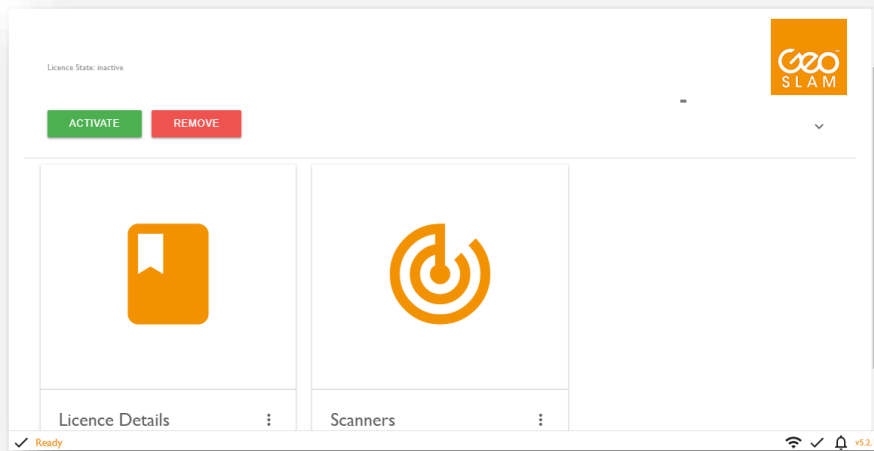 Licence State: inactive
GEO
SLAM
ACTIVATE REMOVE
-
Licence Details Scanners
Ready v5.2.